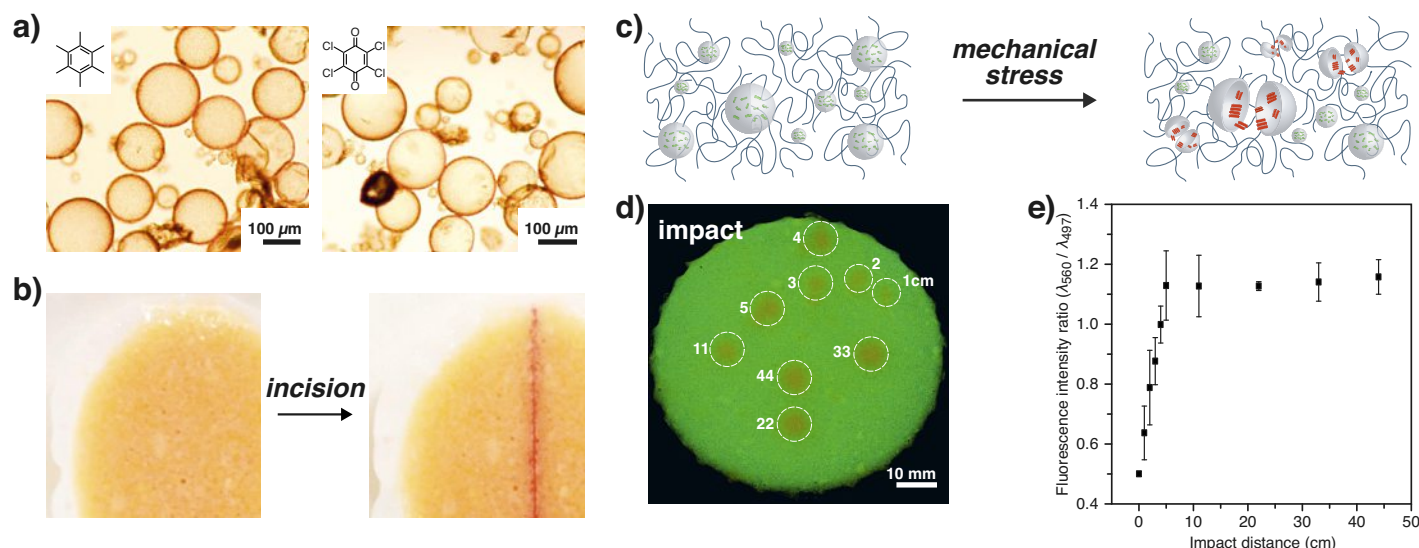 a)
O
Cl
Cl
Cl
Cl
O
100 µm
100 µm
b)
incision
c)
mechanical
stress
d)
impact
4
2
3
1cm
5
11
33
44
22
10 mm
e)
Fluorescence intensity ratio (λ560 / λ497)
1.4
1.2
1.0
0.8
0.6
0.4
0
10
20
30
40
50
Impact distance (cm)